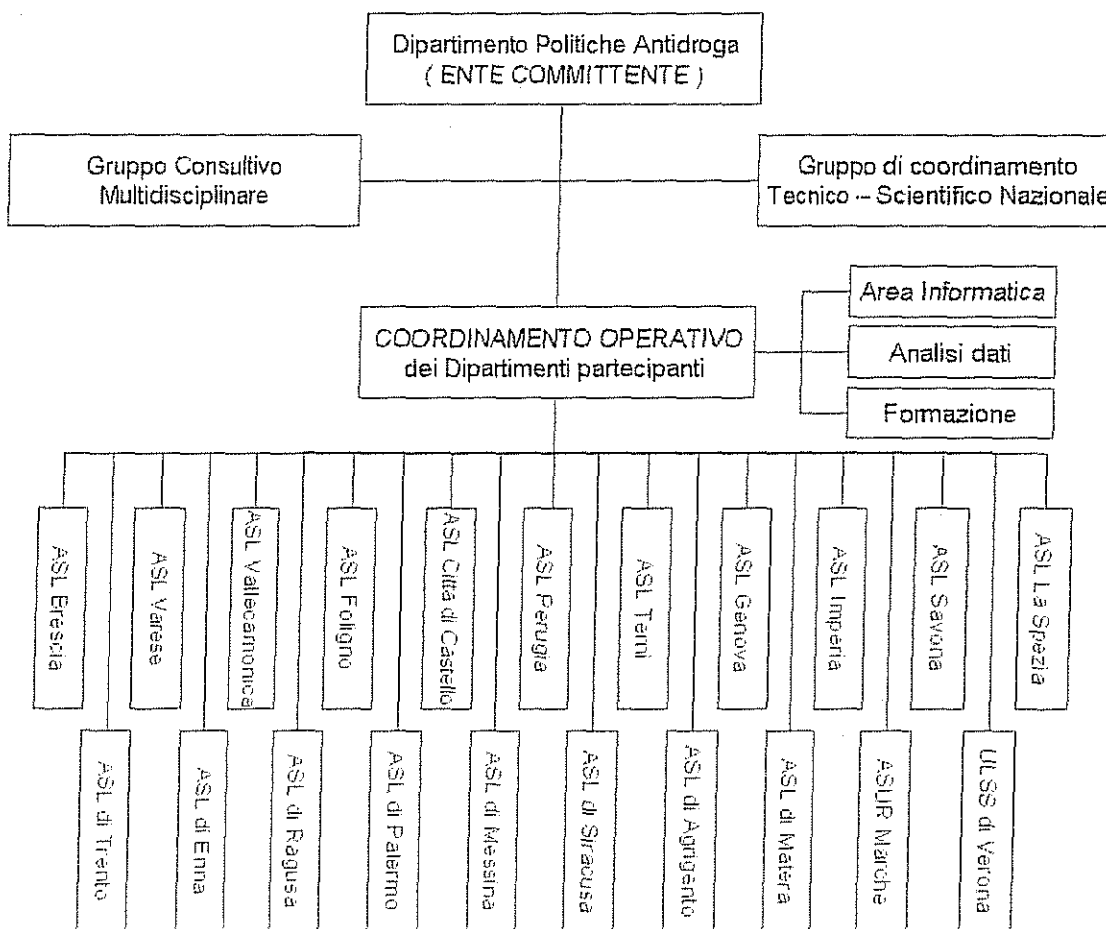 Dipartimento Politiche Antidroga
( ENTE COMMITTENTE )
Gruppo Consultivo
Multidisciplinare
Gruppo di coordinamento
Tecnico -- Scientifico Nazionale
Area Informatica
COORDINAMENTO OPERATIVO
dei Dipartimenti partecipanti
Analisi dati
Formazione
ASL Brescia
ASL Varese
ASL Vallecamonica
ASL Foligno
ASL Città di Castello
ASL Perugia
ASL Terni
ASL Genova
ASL Imperia
ASL Savona
ASL La Spezia
ASL di Trento
ASL di Enna
ASL di Ragusa
ASL di Palermo
ASL di Messina
ASL di Siracusa
ASL di Agrigento
ASL di Matera
ASUR Marche
ULSS di Verona